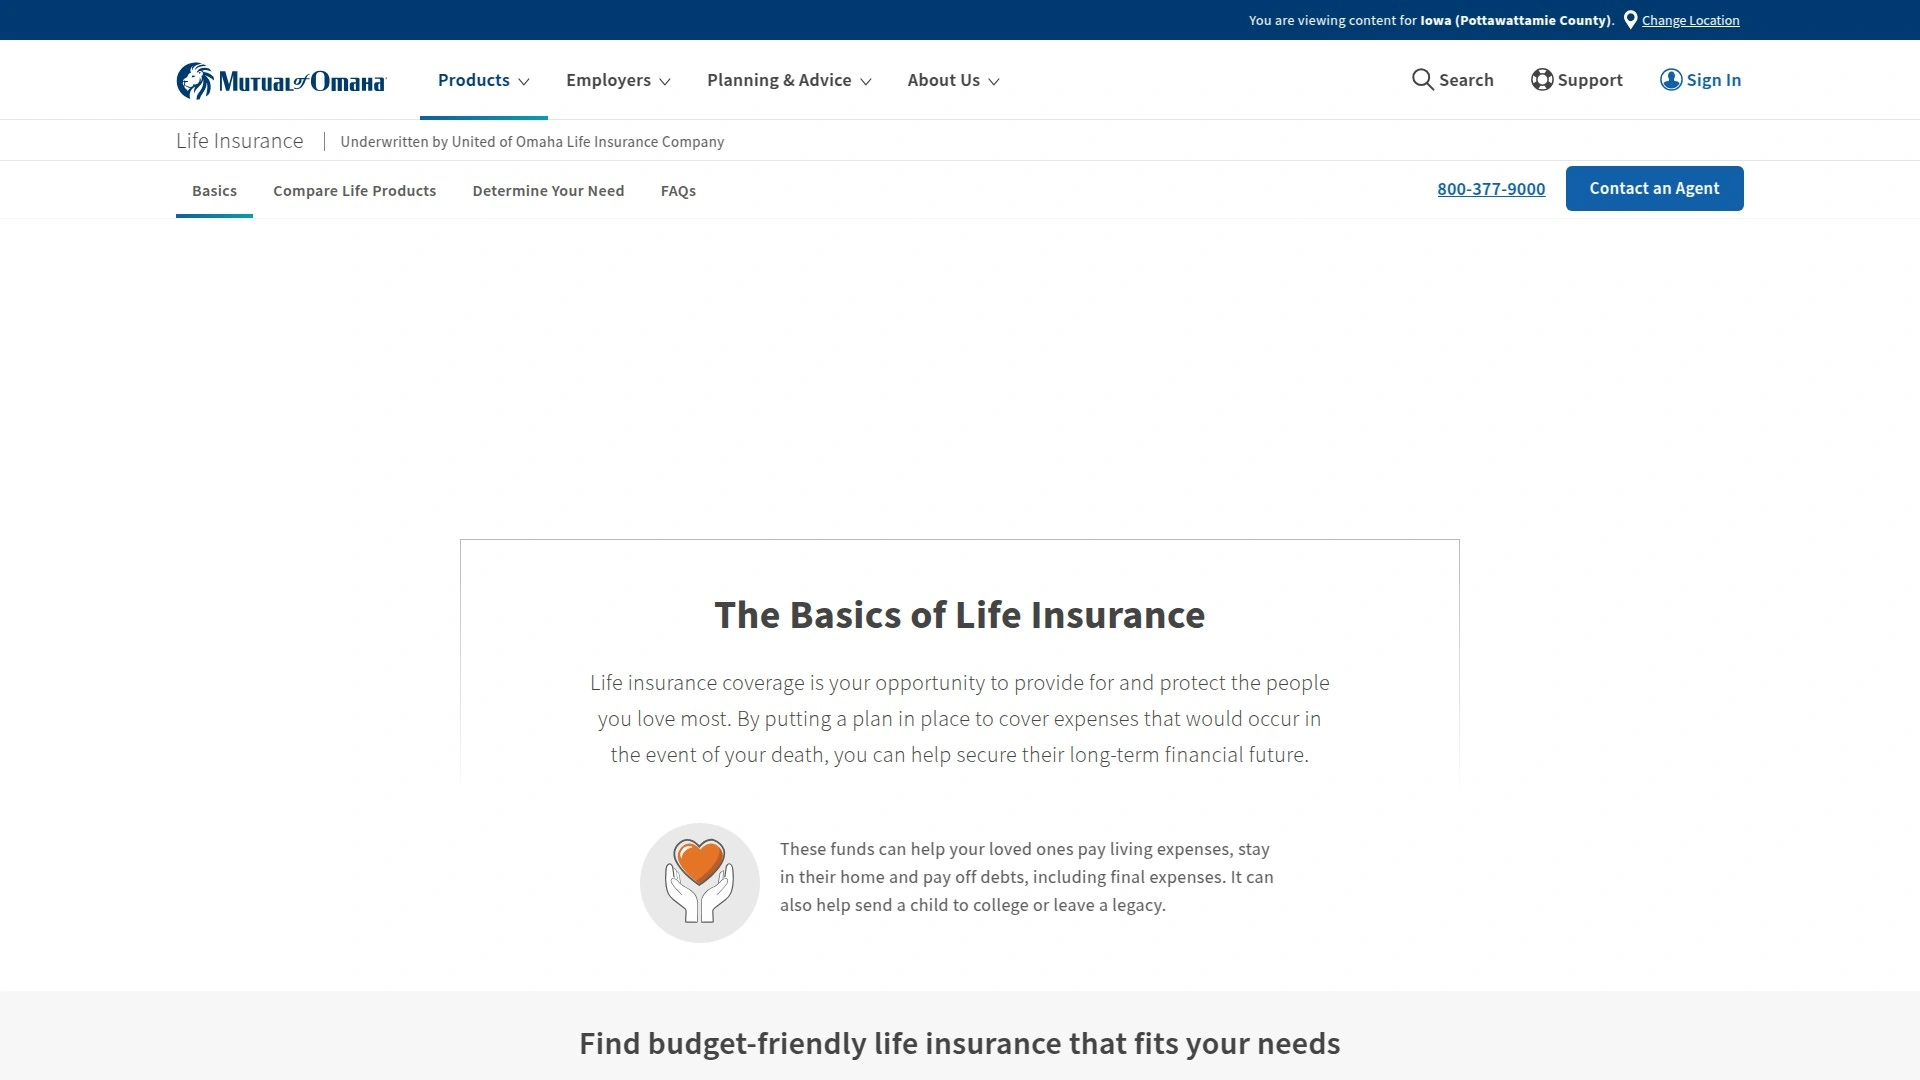 You are viewing content for Iowa (Pottawattamie County). Change Location
Mutual of Omaha Products Employers Planning & Advice About Us Search Support Sign In
Life Insurance Underwritten by United of Omaha Life Insurance Company
Basics Compare Life Products Determine Your Need FAQs 800-377-9000 Contact an Agent
The Basics of Life Insurance
Life insurance coverage is your opportunity to provide for and protect the people
you love most. By putting a plan in place to cover expenses that would occur in
the event of your death, you can help secure their long-term financial future.
These funds can help your loved ones pay living expenses, stay
in their home and pay off debts, including final expenses. It can
also help send a child to college or leave a legacy.
Find budget-friendly life insurance that fits your needs